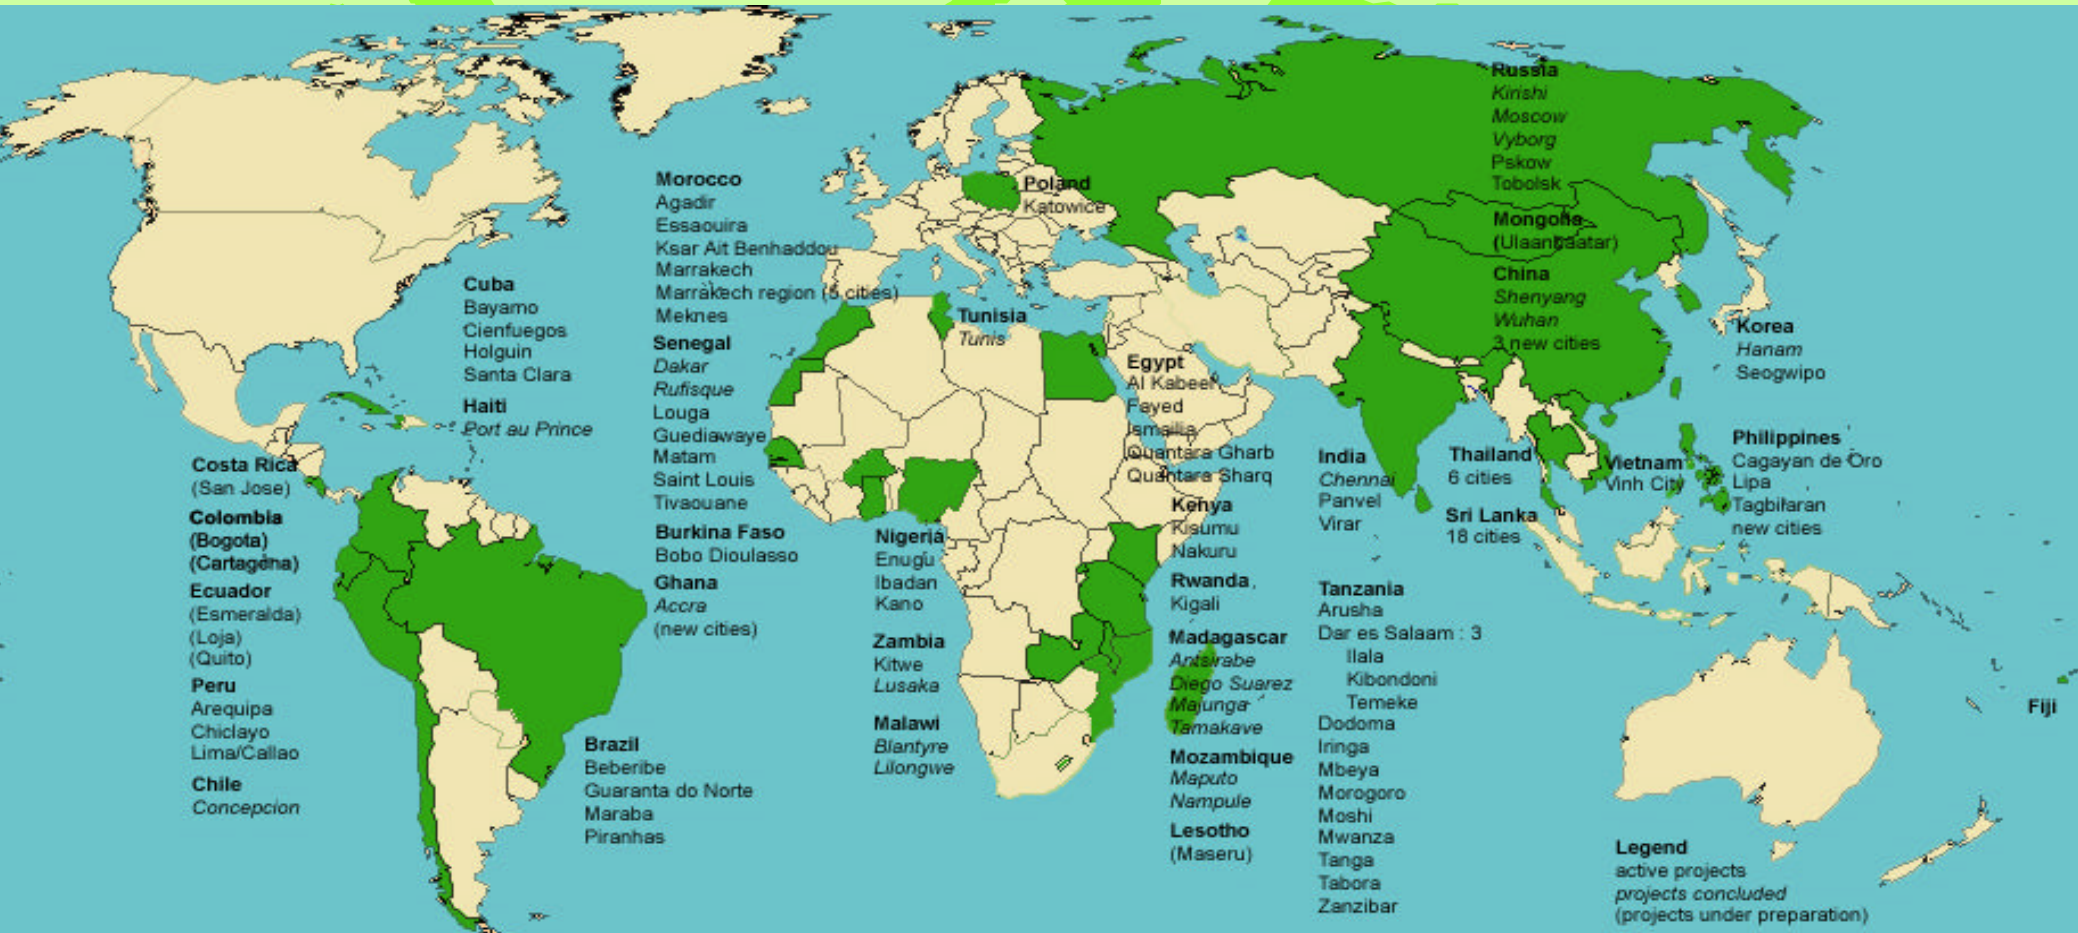 Russia
Kirishi
Moscow
Vyborg
Pskow
Tobolsk
Mongolia
(Ulaanbaatar)
China
Shenyang
Wuhan
3 new cities
Korea
Hanam
Seogwipo
Poland
Katowice
Morocco
Agadir
Essaouira
Ksar Ait Benhaddou
Marrakech
Marrakech region (5 cities)
Meknes
Senegal
Dakar
Rufisque
Louga
Guediawaye
Matam
Saint Louis
Tivaouane
Burkina Faso
Bobo Dioulasso
Ghana
Accra
(new cities)
Cuba
Bayamo
Cienfuegos
Holguin
Santa Clara
Haiti
Port au Prince
Costa Rica
(San Jose)
Colombia
(Bogota)
(Cartagena)
Ecuador
(Esmeralda)
(Loja)
(Quito)
Peru
Arequipa
Chiclayo
Lima/Callao
Chile
Concepcion
Brazil
Beberibe
Guaranta do Norte
Maraba
Piranhas
Tunisia
Tunis
Egypt
Al Kabeel
Fayed
Ismailia
Quantara Gharb
Quantara Sharq
Kenya
Kisumu
Nakuru
Rwanda
Kigali
Madagascar
Antsirabe
Diego Suarez
Majunga
Tamakave
Mozambique
Maputo
Nampule
Lesotho
(Maseru)
Nigeria
Enugu
Ibadan
Kano
Zambia
Kitwe
Lusaka
Malawi
Blantyre
Lilongwe
India
Chennai
Panvel
Virar
Thailand
6 cities
Sri Lanka
18 cities
Vietnam
Vinh City
Philippines
Cagayan de Oro
Lipa
Tagbilaran
new cities
Tanzania
Arusha
Dar es Salaam : 3
Ilala
Kibondoni
Temeke
Dodoma
Iringa
Mbeya
Morogoro
Moshi
Mwanza
Tanga
Tabora
Zanzibar
Fiji
Legend
active projects
projects concluded
(projects under preparation)